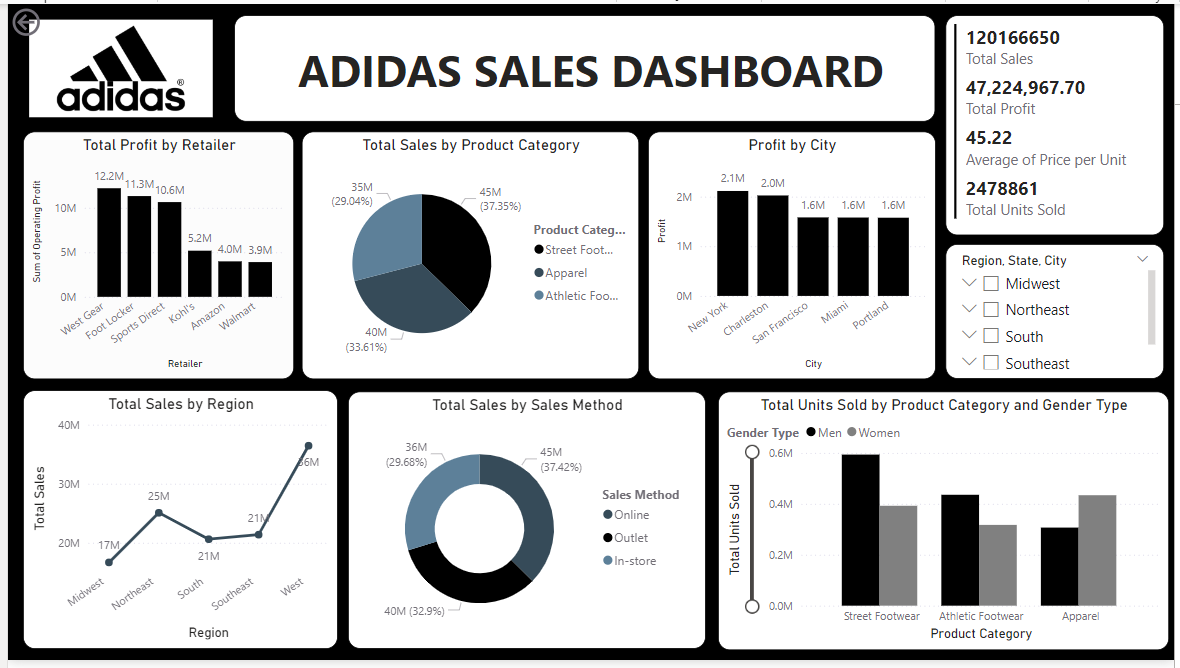 adidas®
ADIDAS SALES DASHBOARD
120166650
Total Sales
47,224,967.70
Total Profit
45.22
Average of Price per Unit
2478861
Total Units Sold
Total Profit by Retailer
Sum of Operating Profit
10M
5M
0M
12.2M
11.3M
10.6M
5.2M
4.0M
3.9M
West Gear
Foot Locker
Sports Direct
Kohl's
Amazon
Walmart
Retailer
Total Sales by Product Category
35M
(29.04%)
45M
(37.35%)
40M
(33.61%)
Product Categ...
Street Foot...
Apparel
Athletic Foo...
Profit by City
Profit
2M
1M
0M
2.1M
2.0M
1.6M
1.6M
1.6M
New York
Charleston
San Francisco
Miami
Portland
City
Region, State, City
Midwest
Northeast
South
Southeast
Total Sales by Region
Total Sales
40M
30M
20M
17M
25M
21M
21M
36M
Midwest
Northeast
South
Southeast
West
Region
Total Sales by Sales Method
36M
(29.68%)
45M
(37.42%)
40M (32.9%)
Sales Method
Online
Outlet
In-store
Total Units Sold by Product Category and Gender Type
Gender Type Men Women
Total Units Sold
0.6M
0.4M
0.2M
0.0M
Street Footwear
Athletic Footwear
Apparel
Product Category